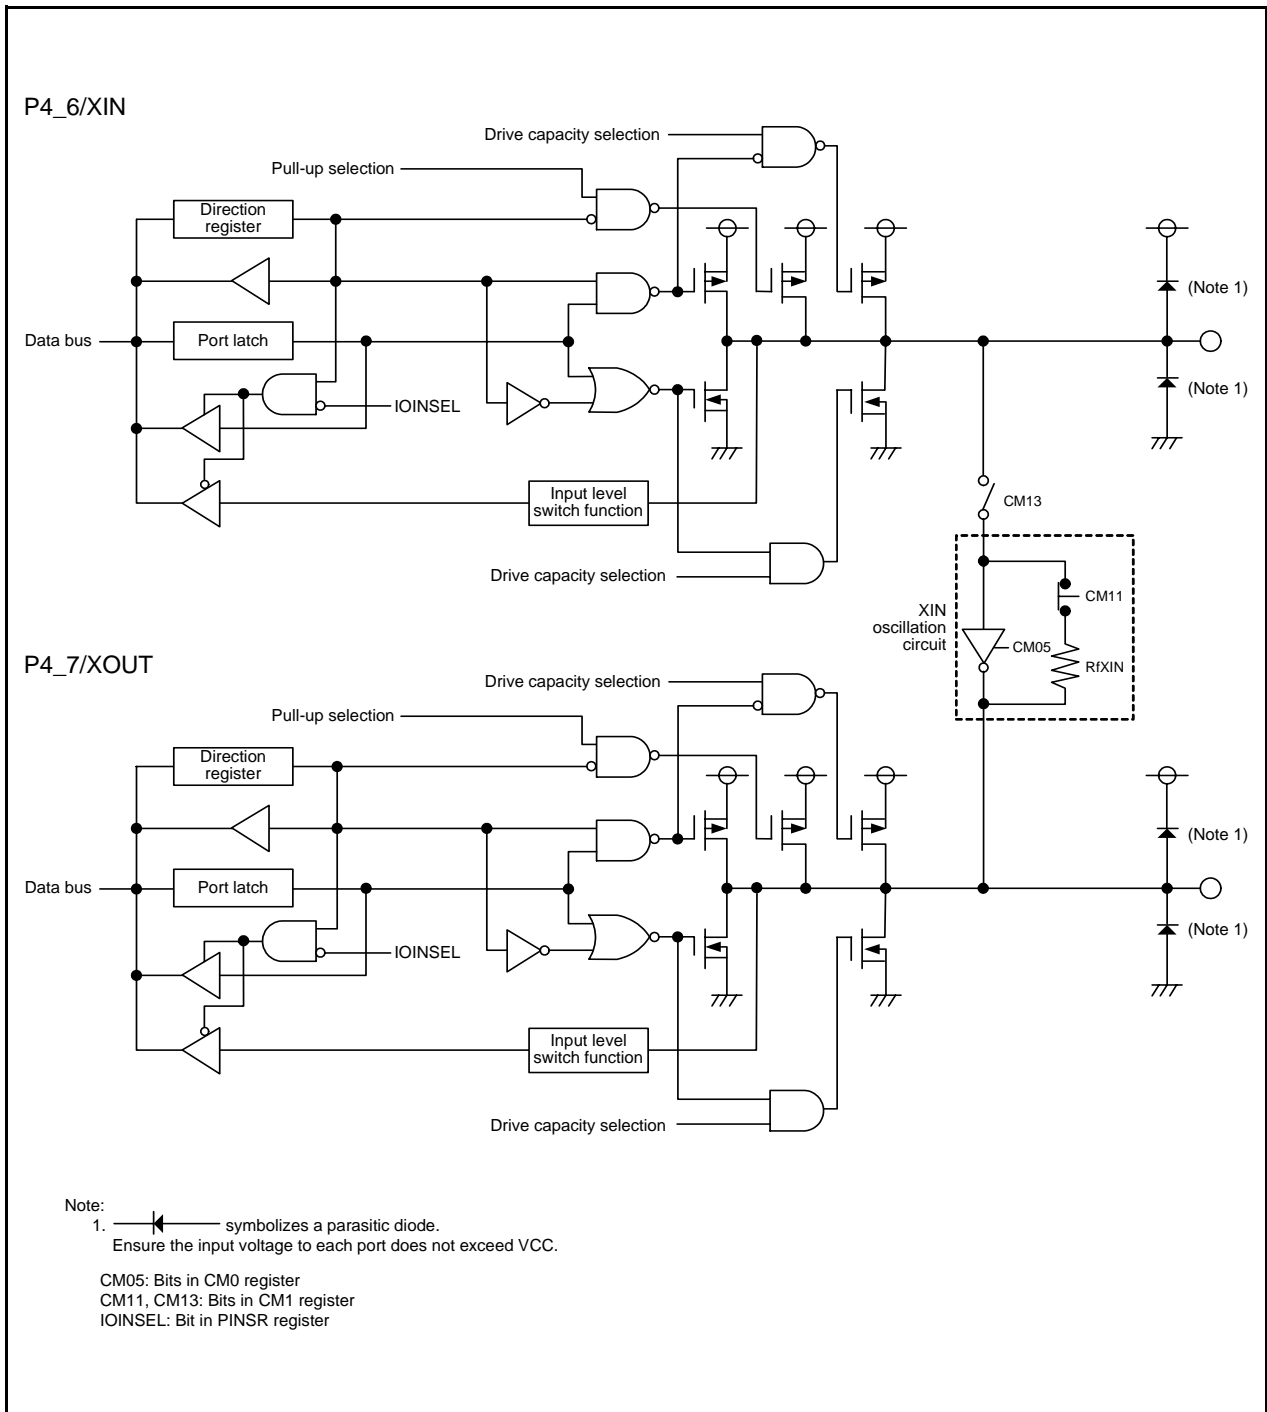 P4_6/XIN
Drive capacity selection
Pull-up selection
Direction
register
(Note 1)
Data bus
Port latch
(Note 1)
IOINSEL
Input level
switch function
CM13
Drive capacity selection
CM11
XIN
oscillation
circuit
CM05
RfXIN
P4_7/XOUT
Drive capacity selection
Pull-up selection
Direction
register
(Note 1)
Data bus
Port latch
(Note 1)
IOINSEL
Input level
switch function
Drive capacity selection
Note:
1. symbolizes a parasitic diode.
Ensure the input voltage to each port does not exceed VCC.
CM05: Bits in CM0 register
CM11, CM13: Bits in CM1 register
IOINSEL: Bit in PINSR register